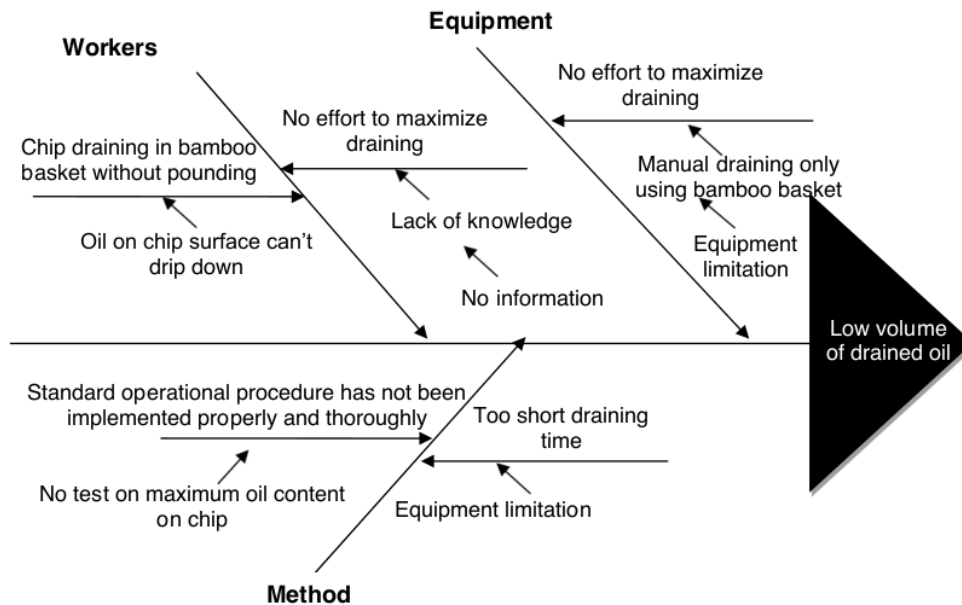 Equipment
Workers
No effort to maximize
draining
No effort to maximize
draining
Chip draining in bamboo
basket without pounding
Manual draining only
using bamboo basket
Lack of knowledge
Oil on chip surface can't
drip down
Equipment
limitation
No information
Low volume
of drained oil
Standard operational procedure has not been
implemented properly and thoroughly
Too short draining
time
No test on maximum oil content
on chip
Equipment limitation
Method